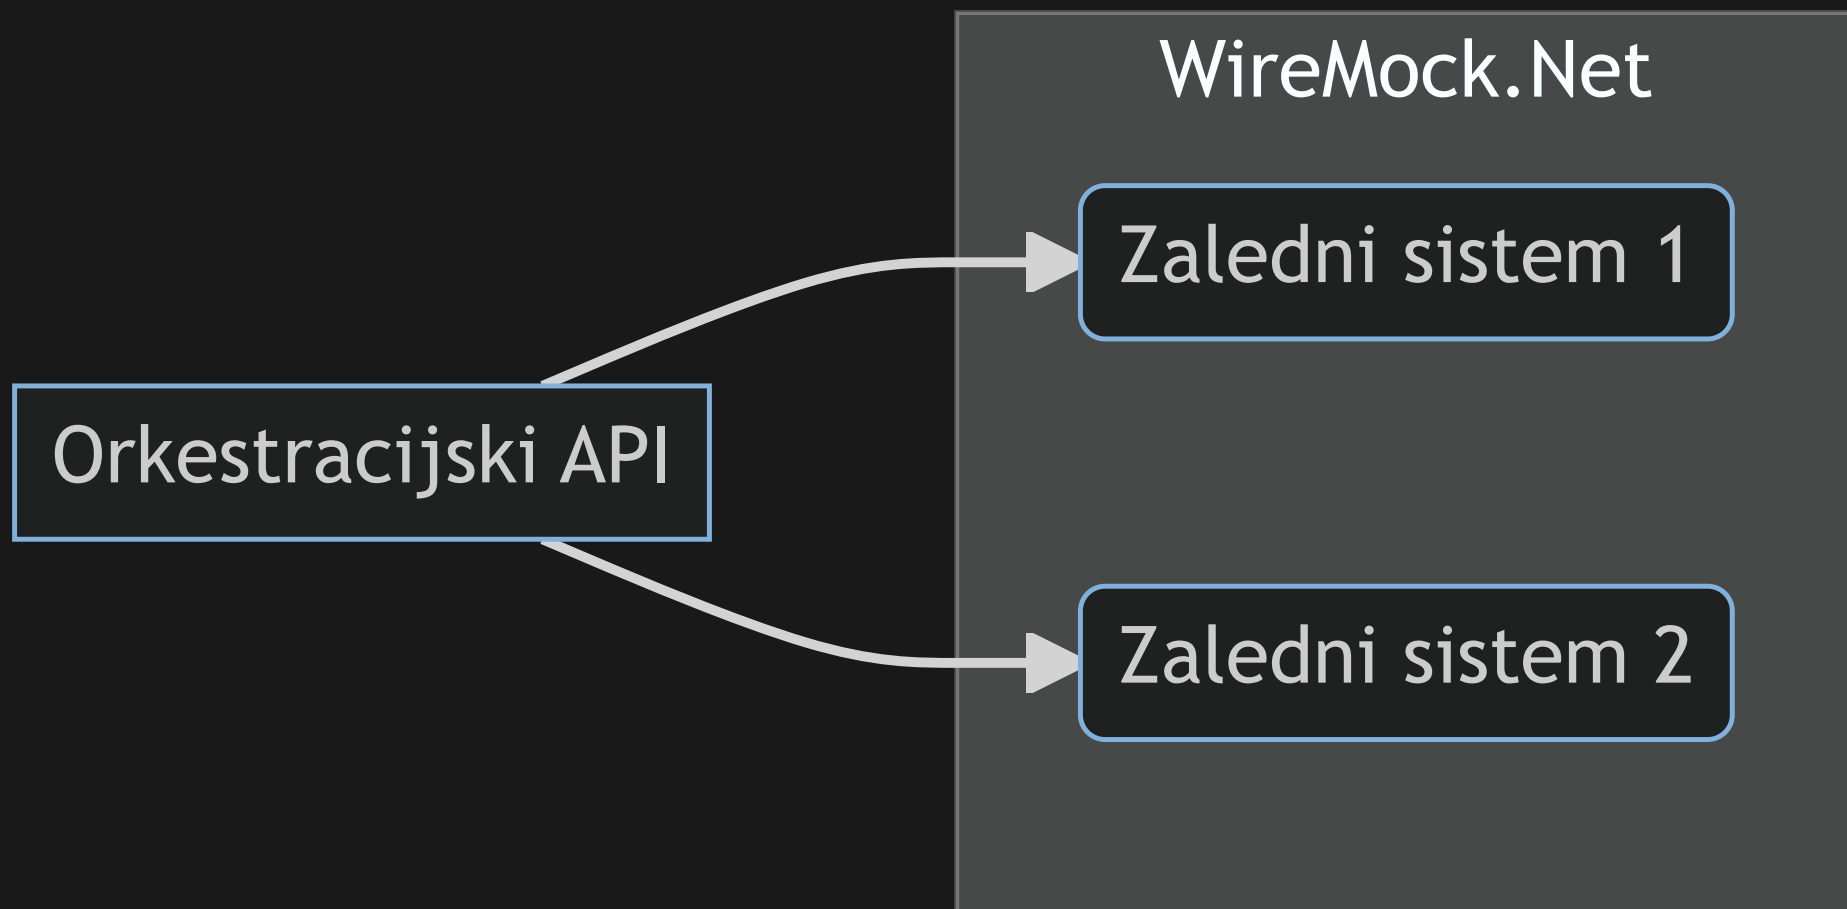 WireMock.Net
Zaledni sistem 1
Orkestracijski API
Zaledni sistem 2